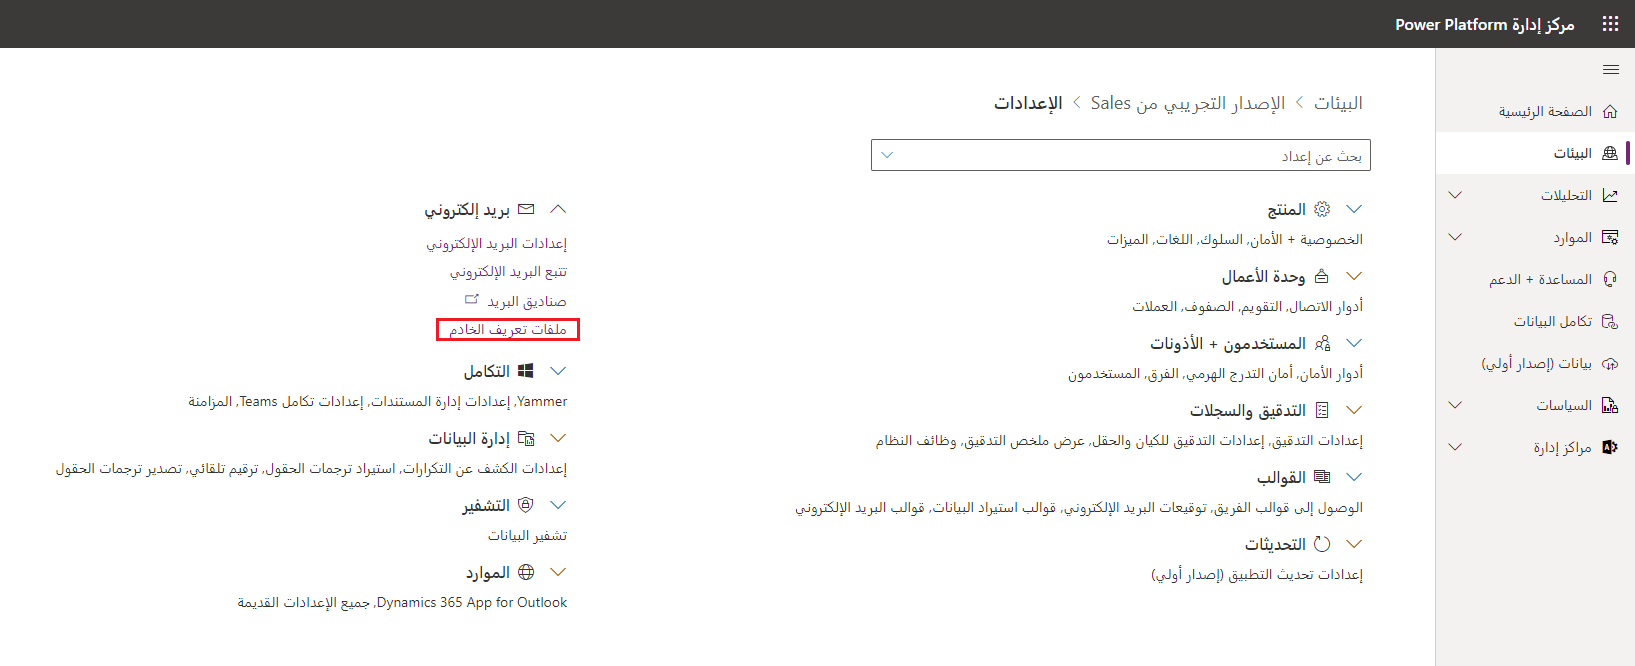 مركز إدارة Power Platform
الصفحة الرئيسية
البيئات
التحليلات
الموارد
المساعدة + الدعم
تكامل البيانات
بيانات (إصدار أولي)
السياسات
مراكز إدارة
البيئات > الإصدار التجريبي من Sales > الإعدادات
بحث عن إعداد
المنتج
الخصوصية + الأمان, السلوك, اللغات, الميزات
وحدة الأعمال
أدوار الاتصال, التقويم, الصفوف, العملات
المستخدمون + الأذونات
أدوار الأمان, أمان التدرج الهرمي, الفرق, المستخدمون
التدقيق والسجلات
إعدادات التدقيق, إعدادات التدقيق للكيان والحقل, عرض ملخص التدقيق, وظائف النظام
القوالب
الوصول إلى قوالب الفريق, توقيعات البريد الإلكتروني, قوالب استيراد البيانات, قوالب البريد الإلكتروني
التحديثات
إعدادات تحديث التطبيق (إصدار أولي)
بريد إلكتروني
إعدادات البريد الإلكتروني
تتبع البريد الإلكتروني
صناديق البريد
ملفات تعريف الخادم
التكامل
Yammer, إعدادات إدارة المستندات, إعدادات تكامل Teams, المزامنة
إدارة البيانات
إعدادات الكشف عن التكرارات, استيراد ترجمات الحقول, ترقيم تلقائي, تصدير ترجمات الحقول
التشفير
تشفير البيانات
الموارد
Dynamics 365 App for Outlook, جميع الإعدادات القديمة